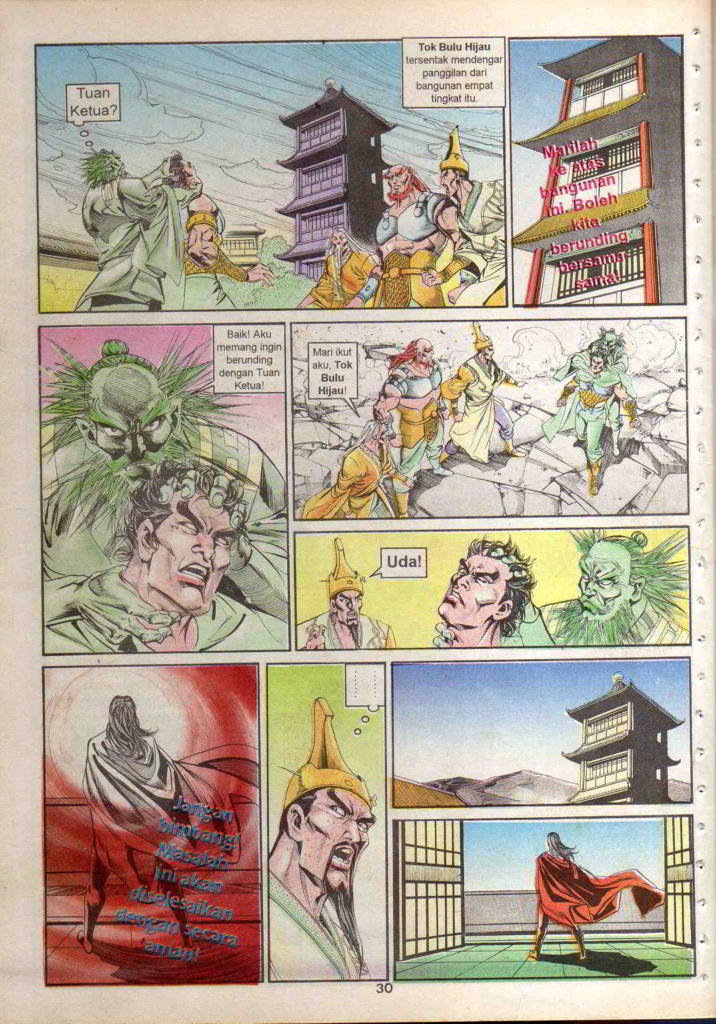 Tuan
Ketua?
Tok Bulu Hijau
tersentak mendengar
panggilan dari
bangunan empat
tingkat itu.
Marilah
ke atas
bangunan
ini. Boleh
kita
berunding
bersama-
sama!
Baik! Aku
memang ingin
berunding
dengan Tuan
Ketua!
Mari ikut
aku, Tok
Bulu
Hijau!
Uda!
Jangan
bimbang!
Masalah
ini akan
diselesaikan
dengan secara
aman!
30